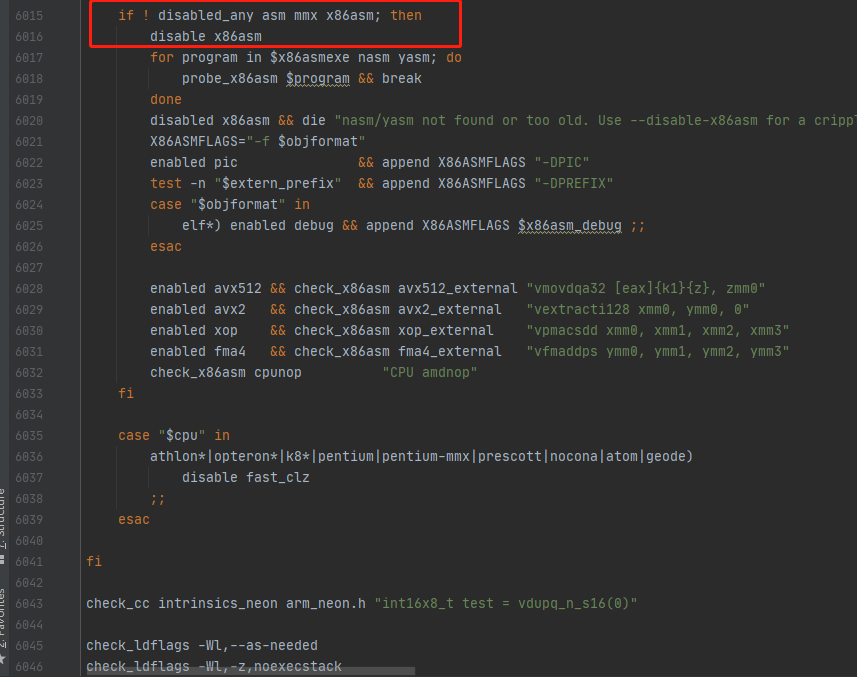 6015 if ! disabled_any asm mmx x86asm; then
6016 disable x86asm
6017 for program in $x86asmexe nasm yasm; do
6018 probe_x86asm $program && break
6019 done
6020 disabled x86asm && die "nasm/yasm not found or too old. Use --disable-x86asm for a crippl
6021 X86ASMFLAGS="-f $objformat"
6022 enabled pic && append X86ASMFLAGS "-DPIC"
6023 test -n "$extern_prefix" && append X86ASMFLAGS "-DPREFIX"
6024 case "$objformat" in
6025 elf*) enabled debug && append X86ASMFLAGS $x86asm_debug ;;
6026 esac
6027
6028 enabled avx512 && check_x86asm avx512_external "vmovdqa32 [eax]{k1}{z}, zmm0"
6029 enabled avx2 && check_x86asm avx2_external "vextracti128 xmm0, ymm0, 0"
6030 enabled xop && check_x86asm xop_external "vpmacsdd xmm0, xmm1, xmm2, xmm3"
6031 enabled fma4 && check_x86asm fma4_external "vfmaddps ymm0, ymm1, ymm2, ymm3"
6032 check_x86asm cpunop "CPU amdnop"
6033 fi
6034
6035 case "$cpu" in
6036 athlon*|opteron*|k8*|pentium|pentium-mmx|prescott|nocona|atom|geode)
6037 disable fast_clz
6038 ;;
6039 esac
6040
6041 fi
6042
6043 check_cc intrinsics_neon arm_neon.h "int16x8_t test = vdupq_n_s16(0)"
6044
6045 check_ldflags -Wl,--as-needed
6046 check_ldflags -Wl,-z,noexecstack
Z: Structure
2: Favorites